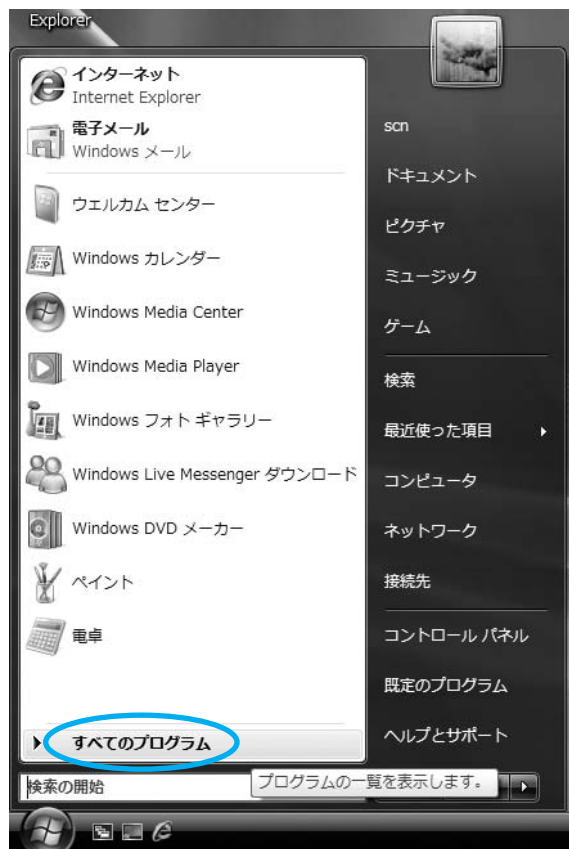 Explorer
インターネット
Internet Explorer
電子メール
Windows メール
ウェルカム センター
Windows カレンダー
Windows Media Center
Windows Media Player
Windows フォト ギャラリー
Windows Live Messenger ダウンロード
Windows DVD メーカー
ペイント
電卓
すべてのプログラム
検索の開始
scn
ドキュメント
ピクチャ
ミュージック
ゲーム
検索
最近使った項目
コンピュータ
ネットワーク
接続先
コントロール パネル
既定のプログラム
ヘルプとサポート
プログラムの一覧を表示します。